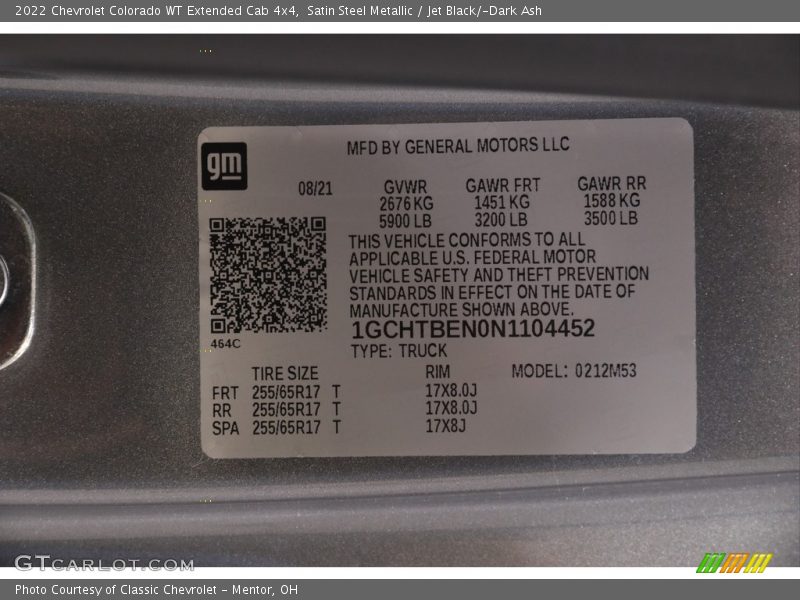 2022 Chevrolet Colorado WT Extended Cab 4x4, Satin Steel Metallic / Jet Black/-Dark Ash
gm
MFD BY GENERAL MOTORS LLC
08/21 GVWR GAWR FRT GAWR RR
2676 KG 1451 KG 1588 KG
5900 LB 3200 LB 3500 LB
THIS VEHICLE CONFORMS TO ALL
APPLICABLE U.S. FEDERAL MOTOR
VEHICLE SAFETY AND THEFT PREVENTION
STANDARDS IN EFFECT ON THE DATE OF
MANUFACTURE SHOWN ABOVE.
1GCHTBEN0N1104452
464C
TYPE: TRUCK
TIRE SIZE RIM MODEL: 0212M53
FRT 255/65R17 T 17X8.0J
RR 255/65R17 T 17X8.0J
SPA 255/65R17 T 17X8J
GTCARLOT.COM
Photo Courtesy of Classic Chevrolet - Mentor, OH